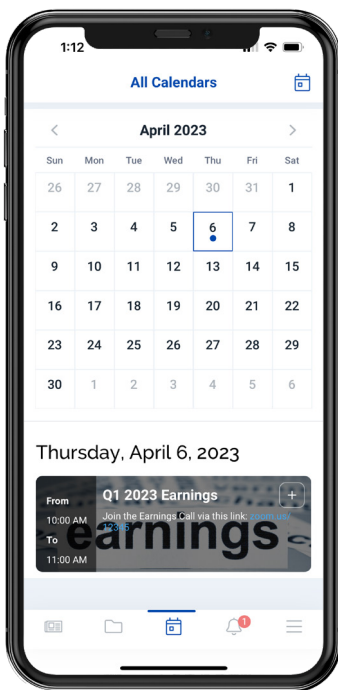 1:12
All Calendars
< April 2023 >
Sun Mon Tue Wed Thu Fri Sat
26 27 28 29 30 31 1
2 3 4 5 6 7 8
9 10 11 12 13 14 15
16 17 18 19 20 21 22
23 24 25 26 27 28 29
30 1 2 3 4 5 6
Thursday, April 6, 2023
From
10:00 AM
To
11:00 AM
Q1 2023 Earnings
+
Join the Earnings Call via this link: zoom.us/
12345
earnings
1